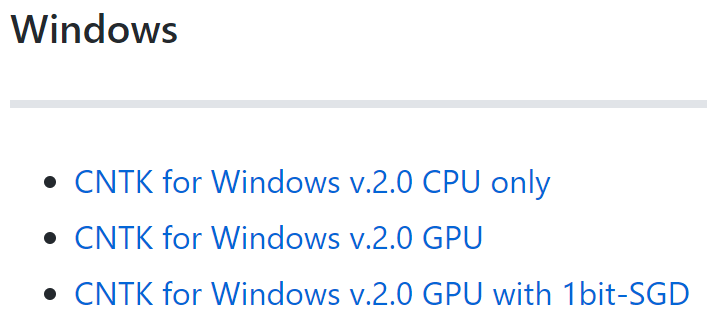 Windows
CNTK for Windows v.2.0 CPU only
CNTK for Windows v.2.0 GPU
CNTK for Windows v.2.0 GPU with 1bit-SGD